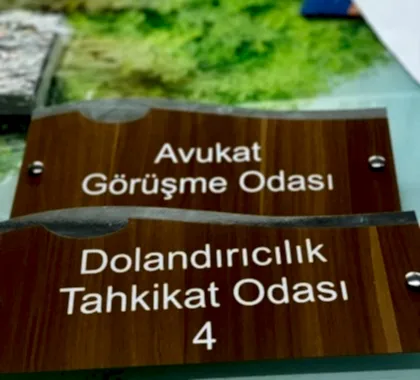 Avukat
Görüşme Odası
Dolandırıcılık
Tahkikat Odası
4